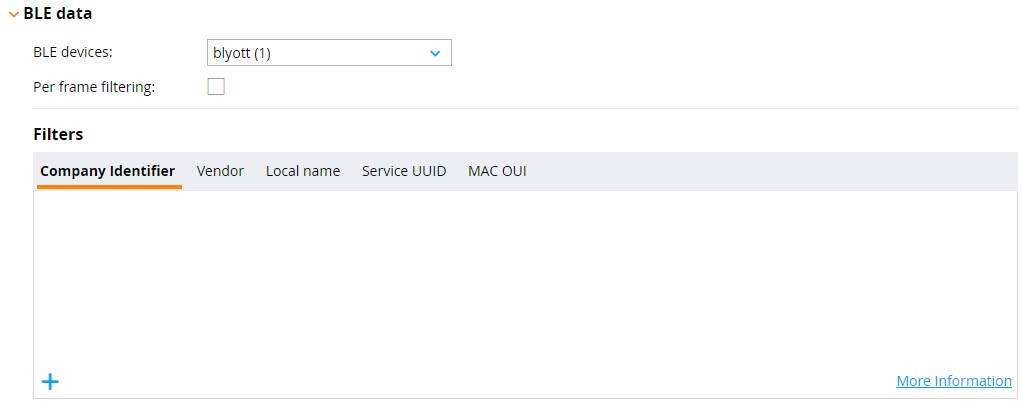 BLE data
BLE devices: blyott (1)
Per frame filtering:
Filters
Company Identifier Vendor Local name Service UUID MAC OUI
More Information